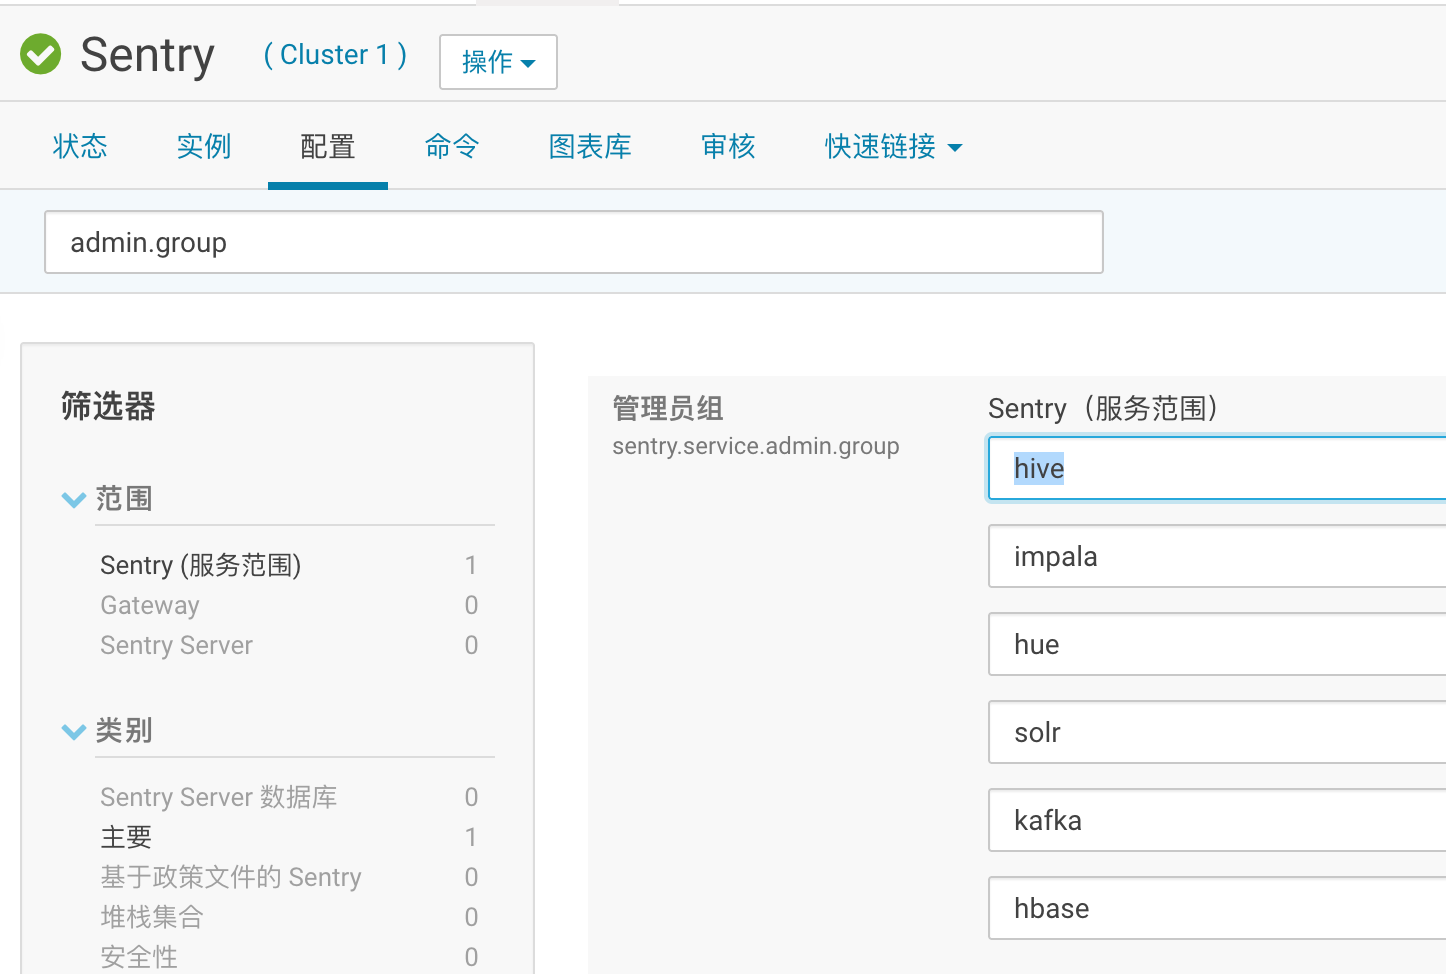 Sentry ( Cluster 1 ) 操作
状态 实例 配置 命令 图表库 审核 快速链接
admin.group
筛选器
范围
Sentry (服务范围) 1
Gateway 0
Sentry Server 0
类别
Sentry Server 数据库 0
主要 1
基于政策文件的 Sentry 0
堆栈集合 0
安全性 0
管理员组
sentry.service.admin.group
Sentry（服务范围）
hive
impala
hue
solr
kafka
hbase